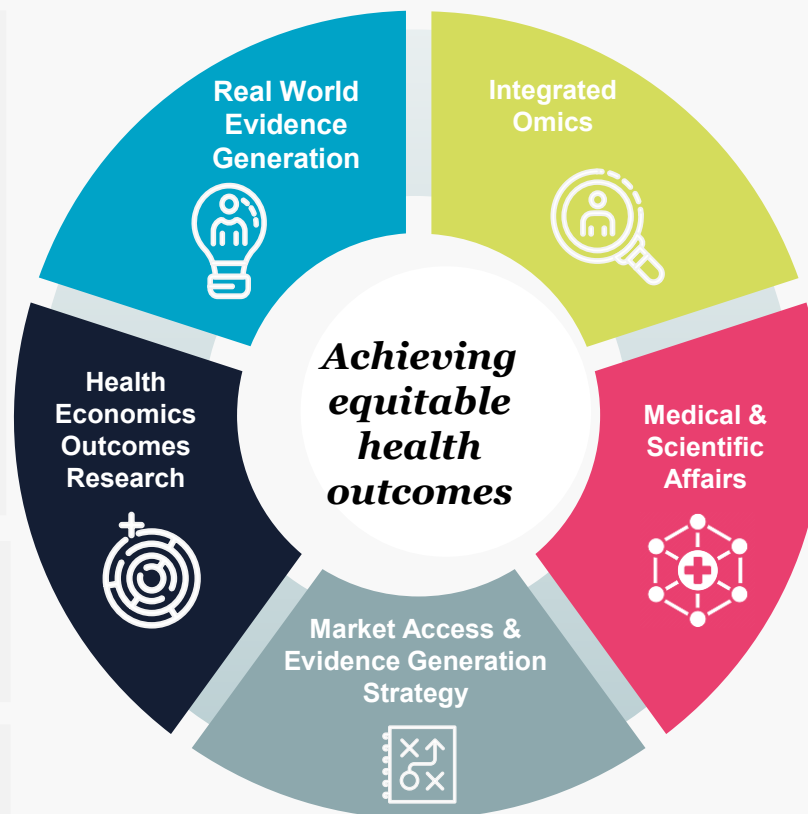 Real World
Evidence
Generation
Integrated
Omics
Achieving
equitable
health
outcomes
Health
Economics
Outcomes
Research
Medical &
Scientific
Affairs
Market Access &
Evidence Generation
Strategy